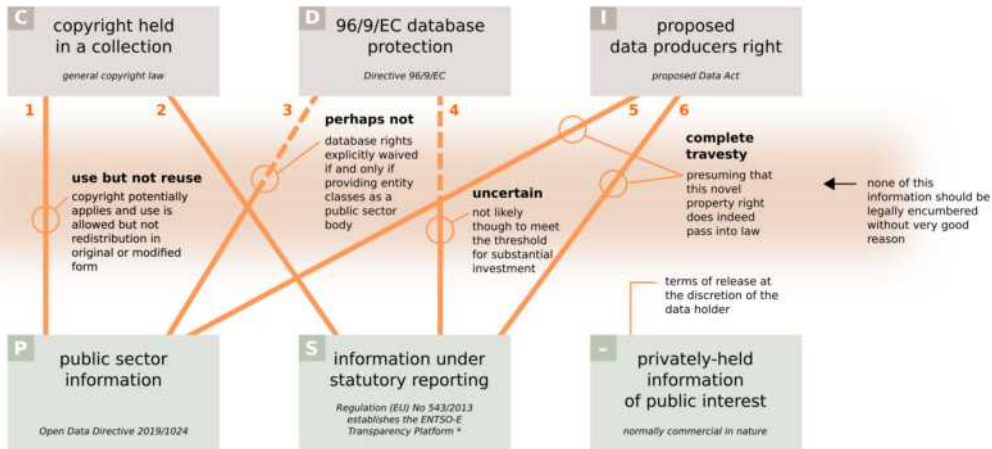 C
copyright held
in a collection
general copyright law
D
96/9/EC database
protection
Directive 96/9/EC
I
proposed
data producers right
proposed Data Act
1
2
3
4
5
6
perhaps not
database rights
explicitly waived
if and only if
providing entity
classes as a
public sector
body
complete
travesty
presuming that
this novel
property right
does indeed
pass into law
use but not reuse
copyright potentially
applies and use is
allowed but not
redistribution in
original or modified
form
uncertain
not likely
though to meet
the threshold
for substantial
investment
none of this
information should be
legally encumbered
without very good
reason
terms of release at
the discretion of the
data holder
P
public sector
information
Open Data Directive 2019/1024
S
information under
statutory reporting
Regulation (EU) No 543/2013
establishes the ENTSO-E
Transparency Platform *
–
privately-held
information
of public interest
normally commercial in nature